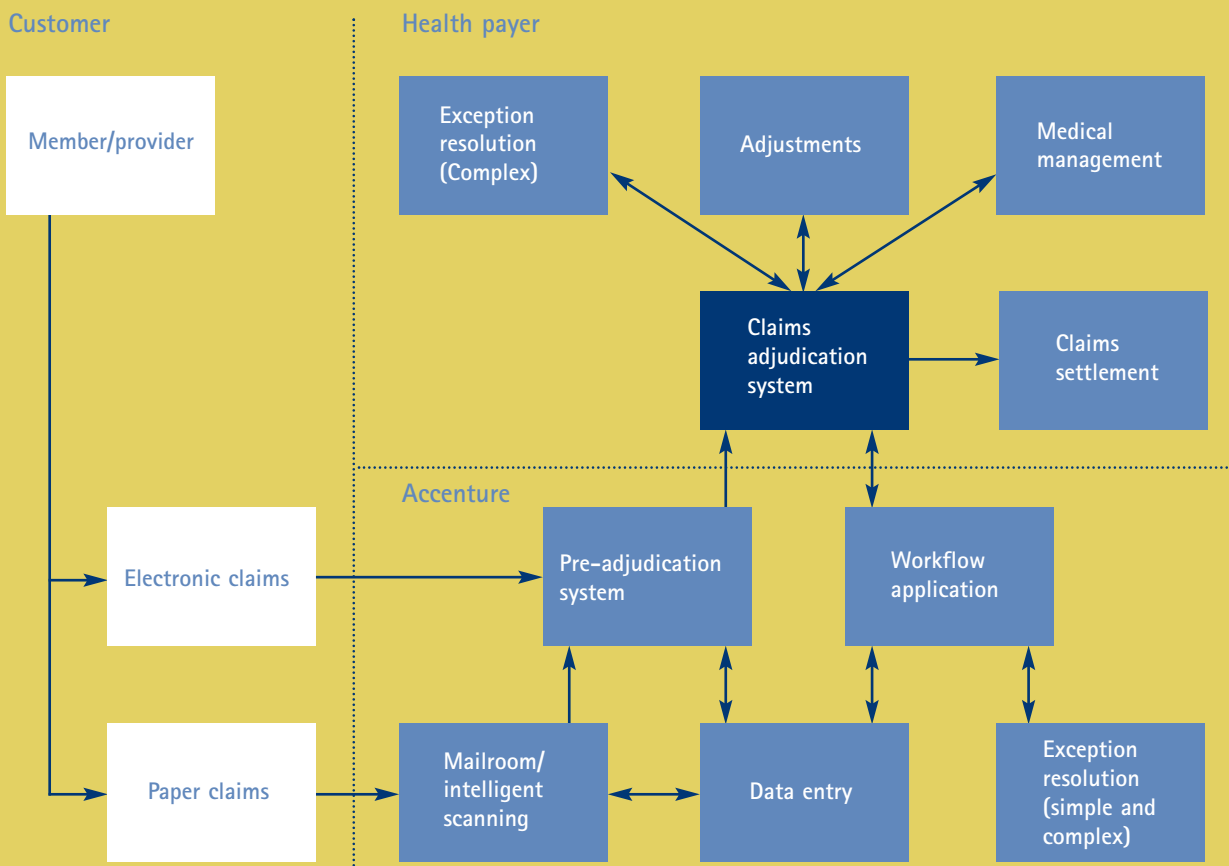 Customer
Health payer
Member/provider
Exception
resolution
(Complex)
Adjustments
Medical
management
Claims
adjudication
system
Claims
settlement
Accenture
Electronic claims
Pre-adjudication
system
Workflow
application
Paper claims
Mailroom/
intelligent
scanning
Data entry
Exception
resolution
(simple and
complex)